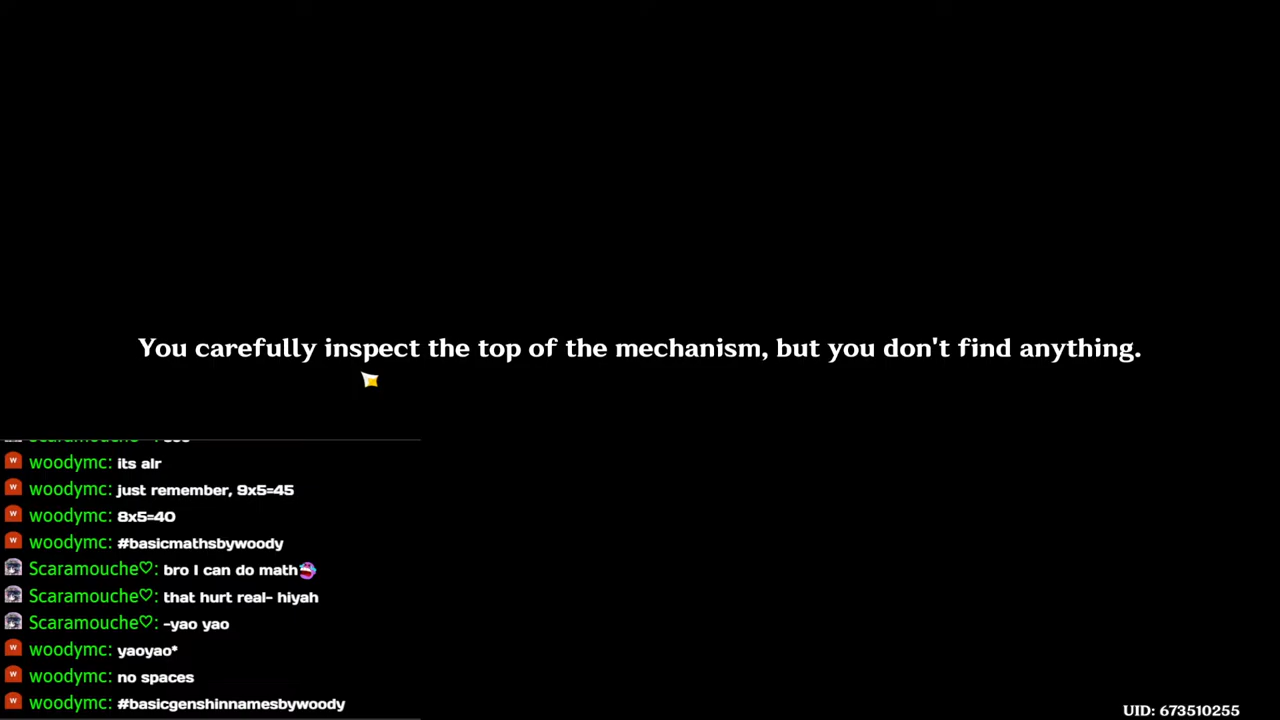 You carefully inspect the top of the mechanism, but you don't find anything.
woodymc: its alr
woodymc: just remember, 9x5=45
woodymc: 8x5=40
woodymc: #basicmathsbywoody
Scaramouche♡: bro I can do math
Scaramouche♡: that hurt real- hiyah
Scaramouche♡: -yao yao
woodymc: yaoyao*
woodymc: no spaces
woodymc: #basicgenshinnamesbywoody
UID: 673510255